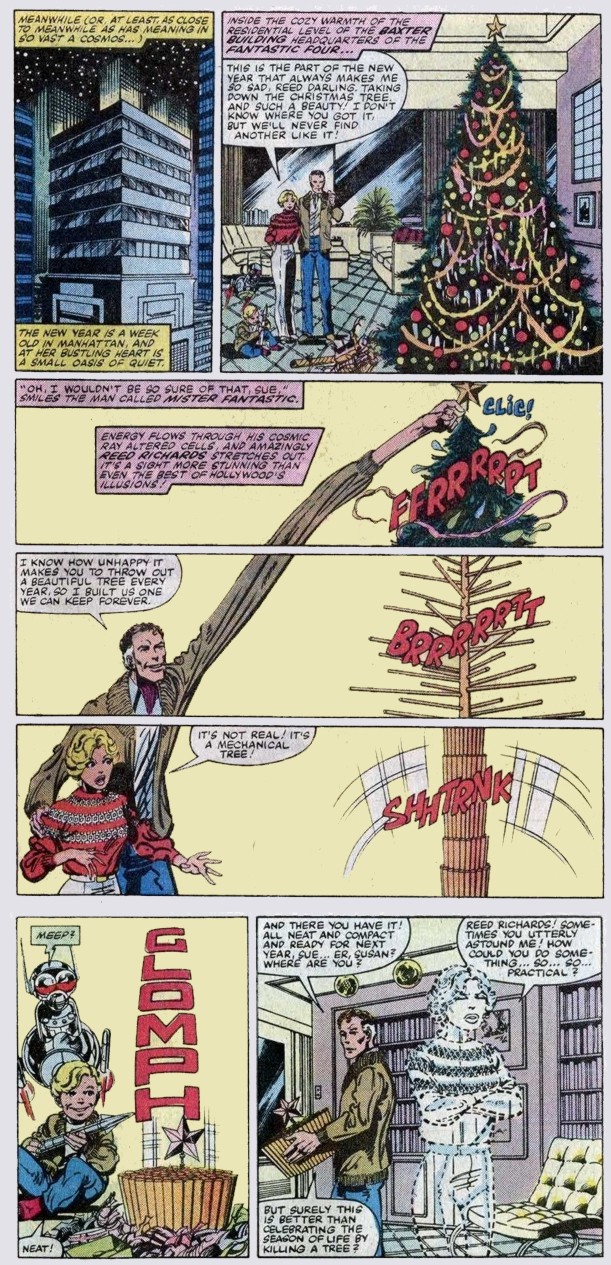 MEANWHILE (OR, AT LEAST, AS CLOSE
TO MEANWHILE AS HAS MEANING IN
SO VAST A COSMOS...)
THE NEW YEAR IS A WEEK
OLD IN MANHATTAN, AND
AT HER BUSTLING HEART IS
A SMALL OASIS OF QUIET.
INSIDE THE COZY WARMTH OF THE
RESIDENTIAL LEVEL OF THE BAXTER
BUILDING HEADQUARTERS OF THE
FANTASTIC FOUR...
THIS IS THE PART OF THE NEW
YEAR THAT ALWAYS MAKES ME
SO SAD, REED DARLING. TAKING
DOWN THE CHRISTMAS TREE.
AND SUCH A BEAUTY! I DON'T
KNOW WHERE YOU GOT IT,
BUT WE'LL NEVER FIND
ANOTHER LIKE IT!
"OH, I WOULDN'T BE SO SURE OF THAT, SUE,"
SMILES THE MAN CALLED MISTER FANTASTIC.
ENERGY FLOWS THROUGH HIS COSMIC
RAY ALTERED CELLS, AND AMAZINGLY
REED RICHARDS STRETCHES OUT.
IT'S A SIGHT MORE STUNNING THAN
EVEN THE BEST OF HOLLYWOOD'S
ILLUSIONS!
CLIC!
FFRRRRRPT
I KNOW HOW UNHAPPY IT
MAKES YOU TO THROW OUT
A BEAUTIFUL TREE EVERY
YEAR, SO I BUILT US ONE
WE CAN KEEP FOREVER.
BRRRRRTT
IT'S NOT REAL! IT'S
A MECHANICAL
TREE!
SHHTRNK
MEEP?
GLOMPH
NEAT!
AND THERE YOU HAVE IT!
ALL NEAT AND COMPACT
AND READY FOR NEXT
YEAR, SUE... ER, SUSAN?
WHERE ARE YOU?
REED RICHARDS! SOME-
TIMES YOU UTTERLY
ASTOUND ME! HOW
COULD YOU DO SOME-
THING... SO... SO...
PRACTICAL?
BUT SURELY THIS
IS BETTER THAN
CELEBRATING THE
SEASON OF LIFE BY
KILLING A TREE?